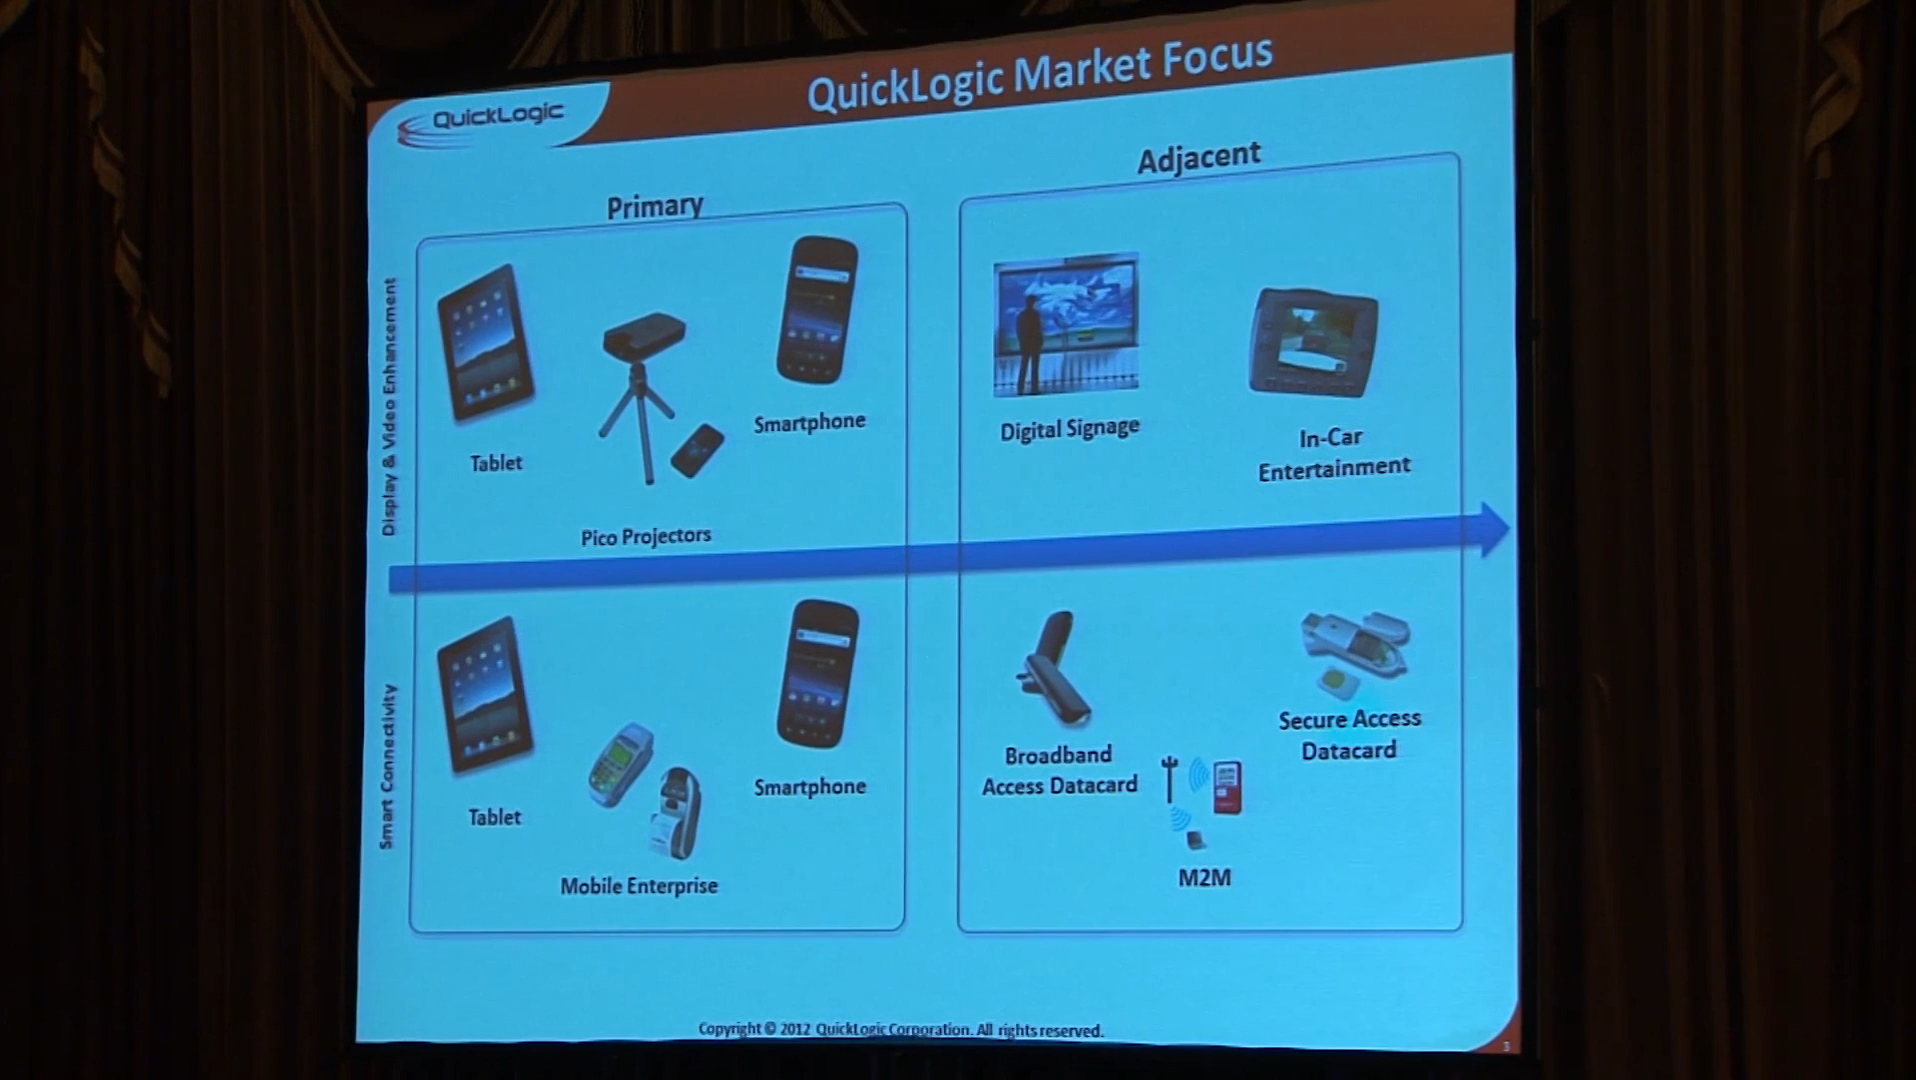 QuickLogic
QuickLogic Market Focus
Primary
Adjacent
Display & Video Enhancement
Tablet
Pico Projectors
Smartphone
Digital Signage
In-Car
Entertainment
Smart Connectivity
Tablet
Mobile Enterprise
Smartphone
Broadband
Access Datacard
M2M
Secure Access
Datacard
Copyright © 2012 QuickLogic Corporation. All rights reserved.
3